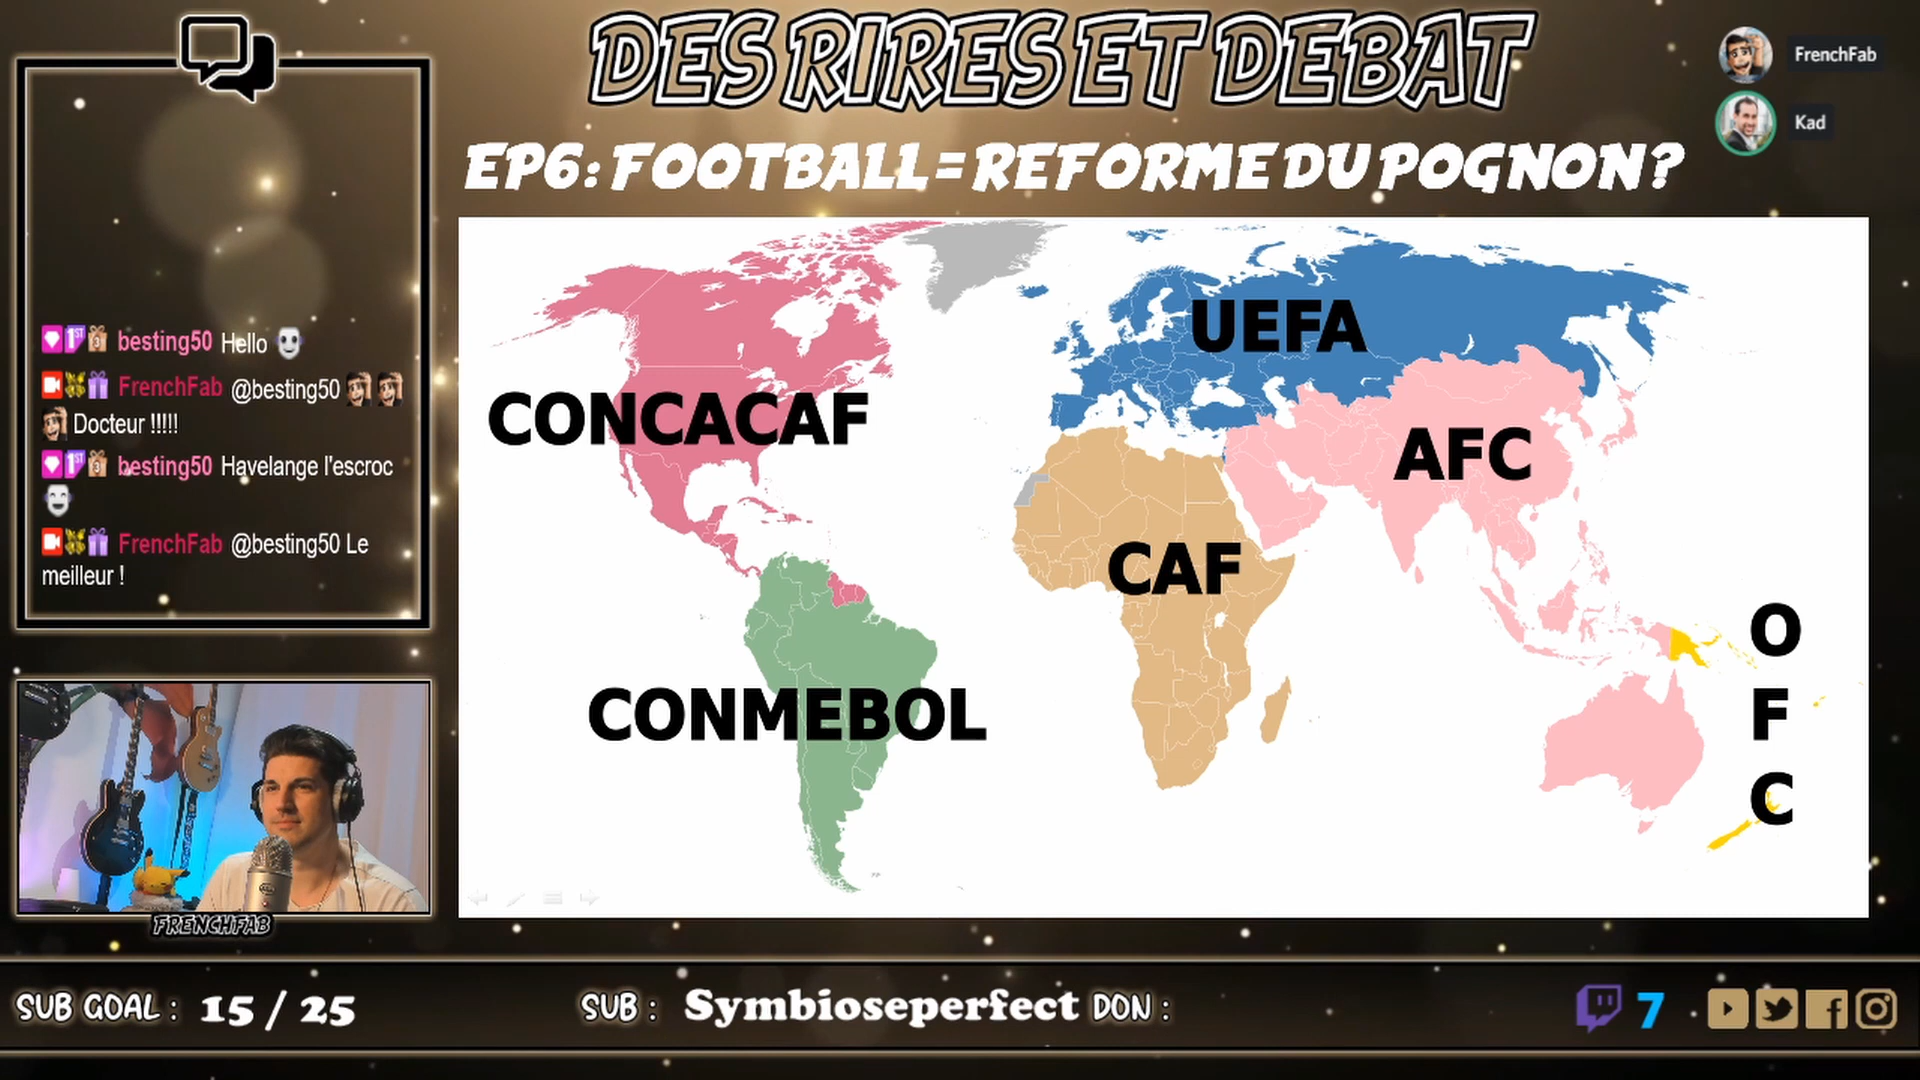 DES RIRES ET DEBAT
EP6: FOOTBALL = REFORME DU POGNON?
FrenchFab
Kad
besting50 Hello
FrenchFab @besting50
Docteur !!!!!
besting50 Havelange l'escroc
FrenchFab @besting50 Le
meilleur !
UEFA
CONCACAF
AFC
CAF
CONMEBOL
O
F
C
FRENCHFAB
SUB GOAL : 15 / 25
SUB : Symbioseperfect DON :
7